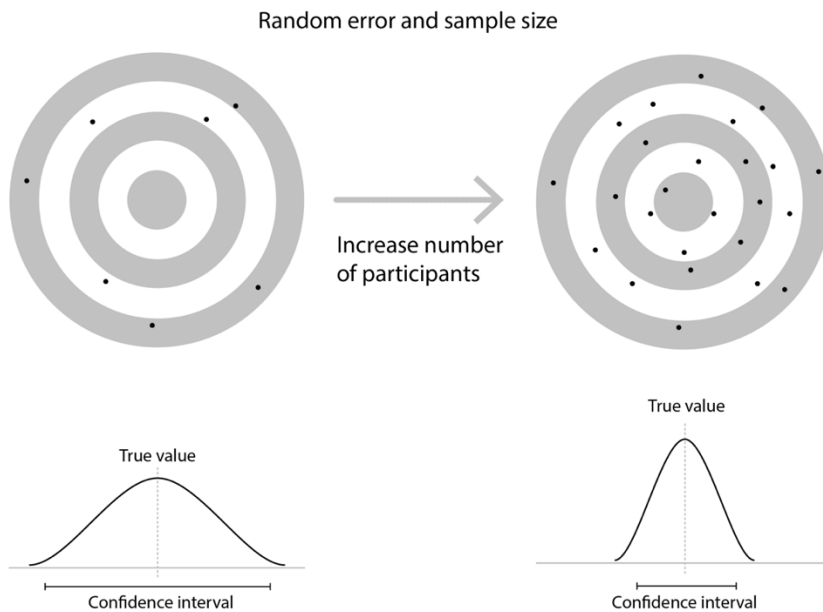 Random error and sample size
Increase number
of participants
True value
True value
Confidence interval
Confidence interval